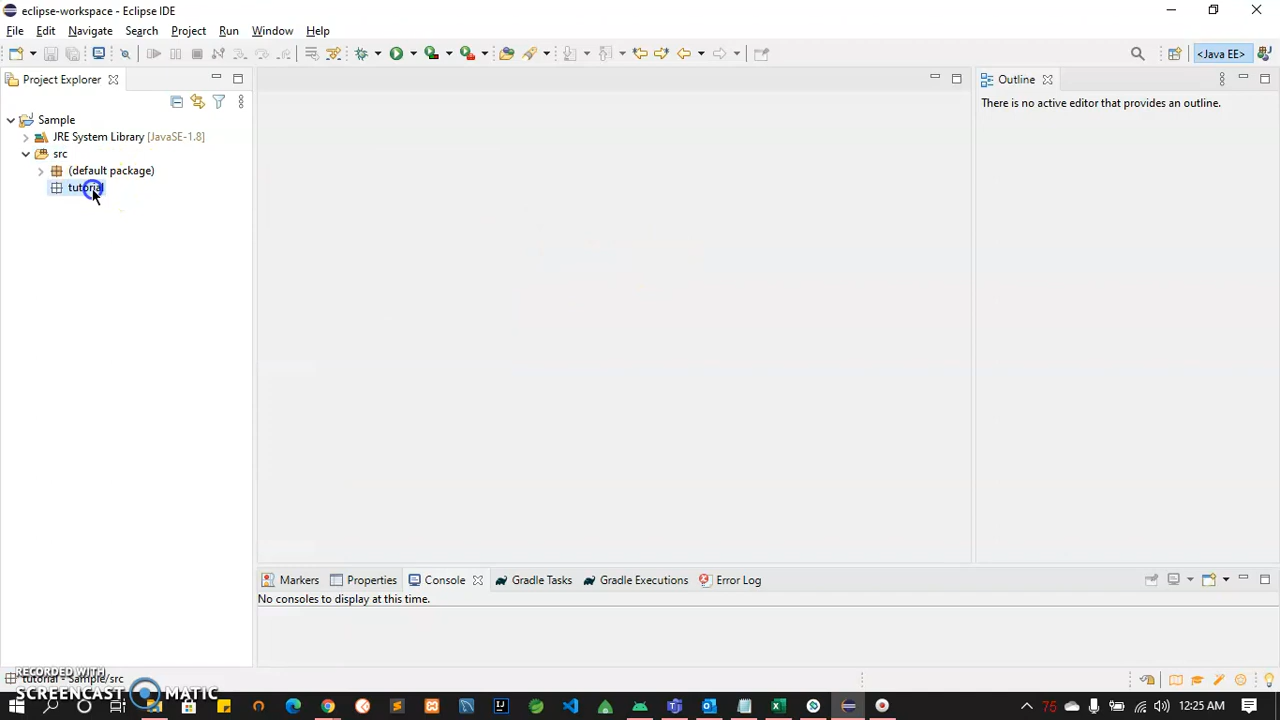 eclipse-workspace - Eclipse IDE
File Edit Navigate Search Project Run Window Help
<Java EE>
Project Explorer
Outline
There is no active editor that provides an outline.
Sample
JRE System Library [JavaSE-1.8]
src
(default package)
tutorial
Markers Properties Console Gradle Tasks Gradle Executions Error Log
No consoles to display at this time.
tutorial - Sample/src
RECORDED WITH
SCREENCAST MATIC
75
12:25 AM